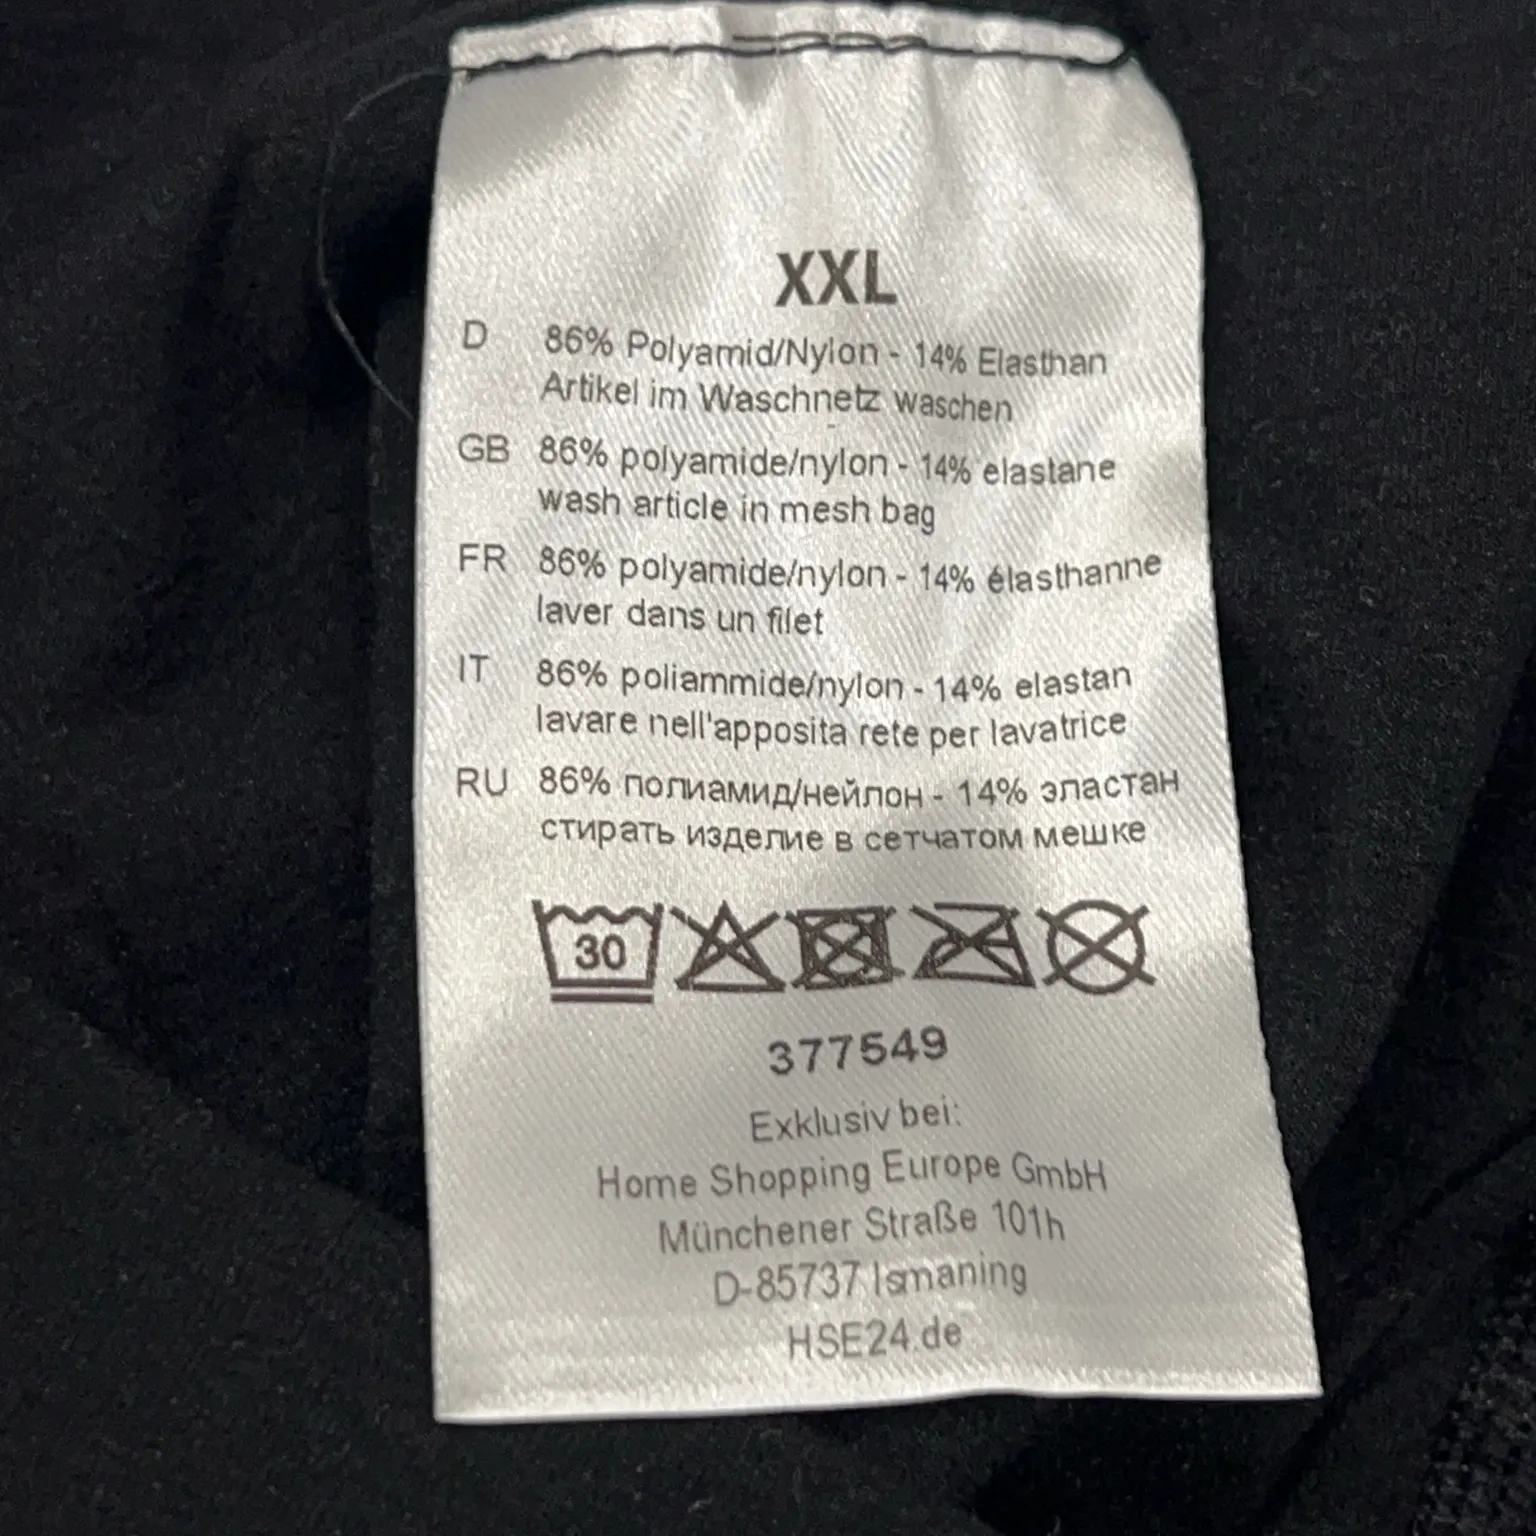 XXL
D 86% Polyamid/Nylon - 14% Elasthan
Artikel im Waschnetz waschen
GB 86% polyamide/nylon - 14% elastane
wash article in mesh bag
FR 86% polyamide/nylon - 14% élasthanne
laver dans un filet
IT 86% poliammide/nylon - 14% elastan
lavare nell'apposita rete per lavatrice
RU 86% полиамид/нейлон - 14% эластан
стирать изделие в сетчатом мешке
30
377549
Exklusiv bei:
Home Shopping Europe GmbH
Münchener Straße 101h
D-85737 Ismaning
HSE24.de